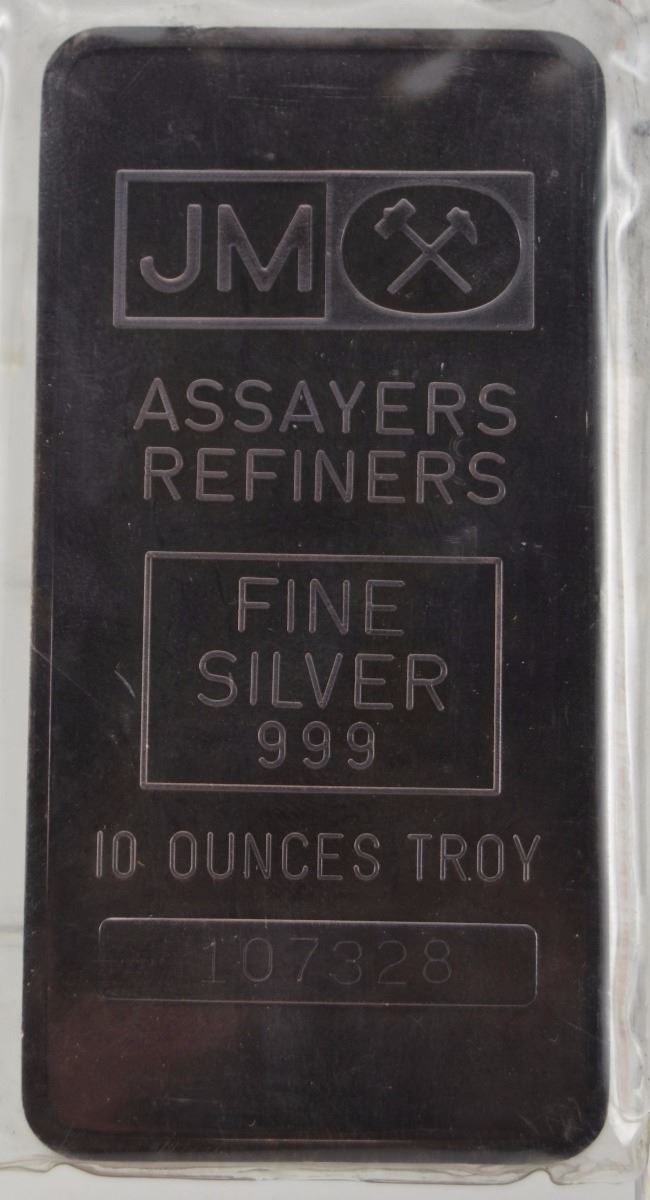 JM
ASSAYERS
REFINERS
FINE
SILVER
999
10 OUNCES TROY
107328